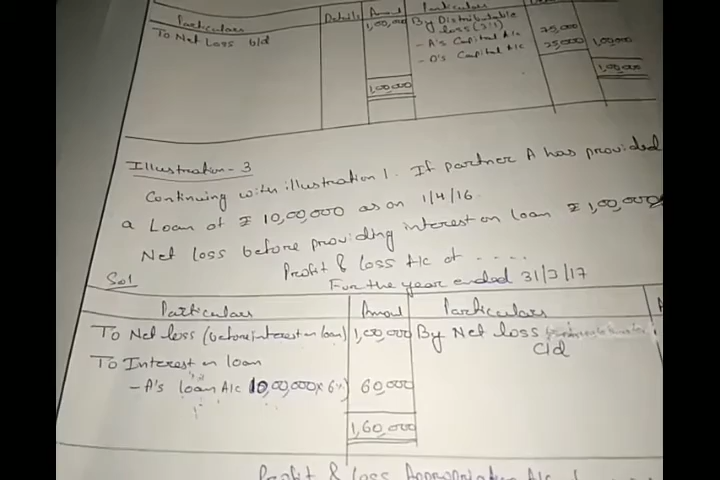 Particulars Details Amount Particulars
To Net Loss b/d 1,00,000 By Distributable
loss (3:1)
- A's Capital A/c 75,000
- D's Capital A/c 25,000 1,00,000
1,00,000 1,00,000
Illustration - 3
Continuing with illustration 1. If partner A has provided
a Loan of ₹ 10,00,000 as on 1/4/16.
Net loss before providing interest on loan ₹ 1,00,000
Sol Profit & loss A/c of - - - -
For the year ended 31/3/17
Particulars Amount Particulars A
To Net loss (before interest on loan) 1,00,000 By Net loss
c/d
To Interest on loan
- A's loan A/c 10,00,000 x 6%) 60,000
1,60,000
Profit & loss Appropriation A/c